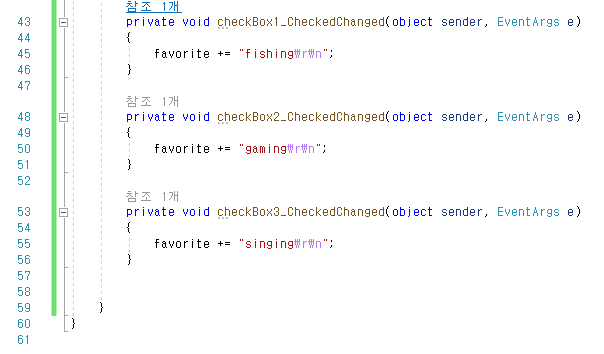 참조 1개
43 private void checkBox1_CheckedChanged(object sender, EventArgs e)
44 {
45 favorite += "fishing₩r₩n";
46 }
47
참조 1개
48 private void checkBox2_CheckedChanged(object sender, EventArgs e)
49 {
50 favorite += "gaming₩r₩n";
51 }
52
참조 1개
53 private void checkBox3_CheckedChanged(object sender, EventArgs e)
54 {
55 favorite += "singing₩r₩n";
56 }
57
58
59 }
60 }
61